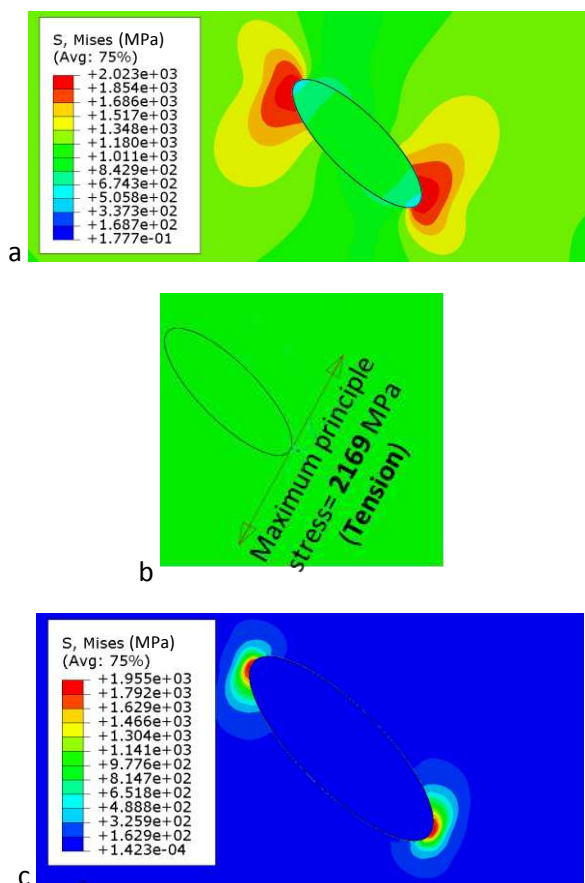 S, Mises (MPa)
(Avg: 75%)
+2.023e+03
+1.854e+03
+1.686e+03
+1.517e+03
+1.348e+03
+1.180e+03
+1.011e+03
+8.429e+02
+6.743e+02
+5.058e+02
+3.373e+02
+1.687e+02
+1.777e-01
a
Maximum principle
stress= 2169 MPa
(Tension)
b
S, Mises (MPa)
(Avg: 75%)
+1.955e+03
+1.792e+03
+1.629e+03
+1.466e+03
+1.304e+03
+1.141e+03
+9.776e+02
+8.147e+02
+6.518e+02
+4.888e+02
+3.259e+02
+1.629e+02
+1.423e-04
c